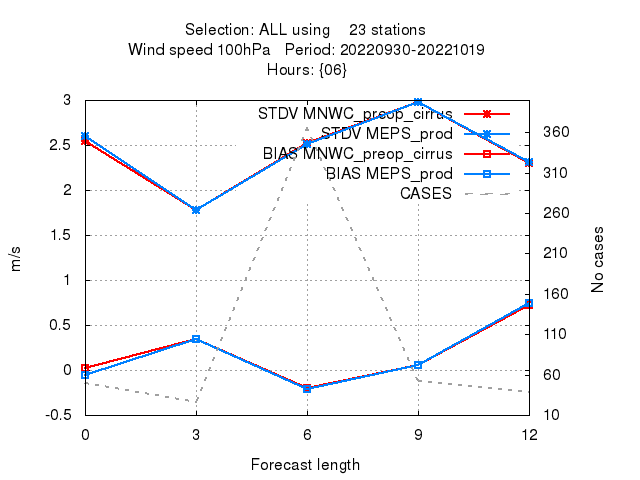 Selection: ALL using 23 stations
Wind speed 100hPa Period: 20220930-20221019
Hours: {06}
STDV MNWC_preop_cirrus
STDV MEPS_prod
BIAS MNWC_preop_cirrus
BIAS MEPS_prod
CASES
3
2.5
2
1.5
1
0.5
0
-0.5
m/s
360
310
260
210
160
110
60
10
No cases
0 3 6 9 12
Forecast length